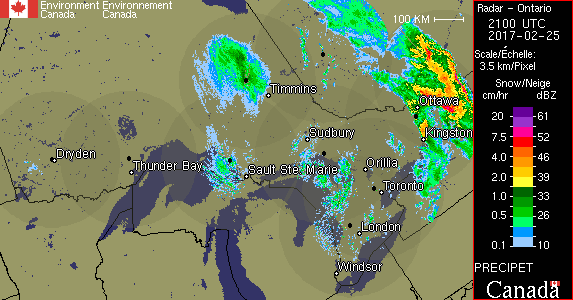 Environment Environnement
Canada Canada
100 KM
Timmins
Ottawa
Sudbury
Kingston
Dryden
Thunder Bay
Sault Ste. Marie
Orillia
Toronto
London
Windsor
Radar - Ontario
2100 UTC
2017-02-25
Scale/Échelle:
3.5 km/Pixel
Snow/Neige
cm/hr dBZ
20 61
7.5 52
4.0 46
2.0 39
1.0 33
0.5 26
0.1 10
PRECIPET
Canada